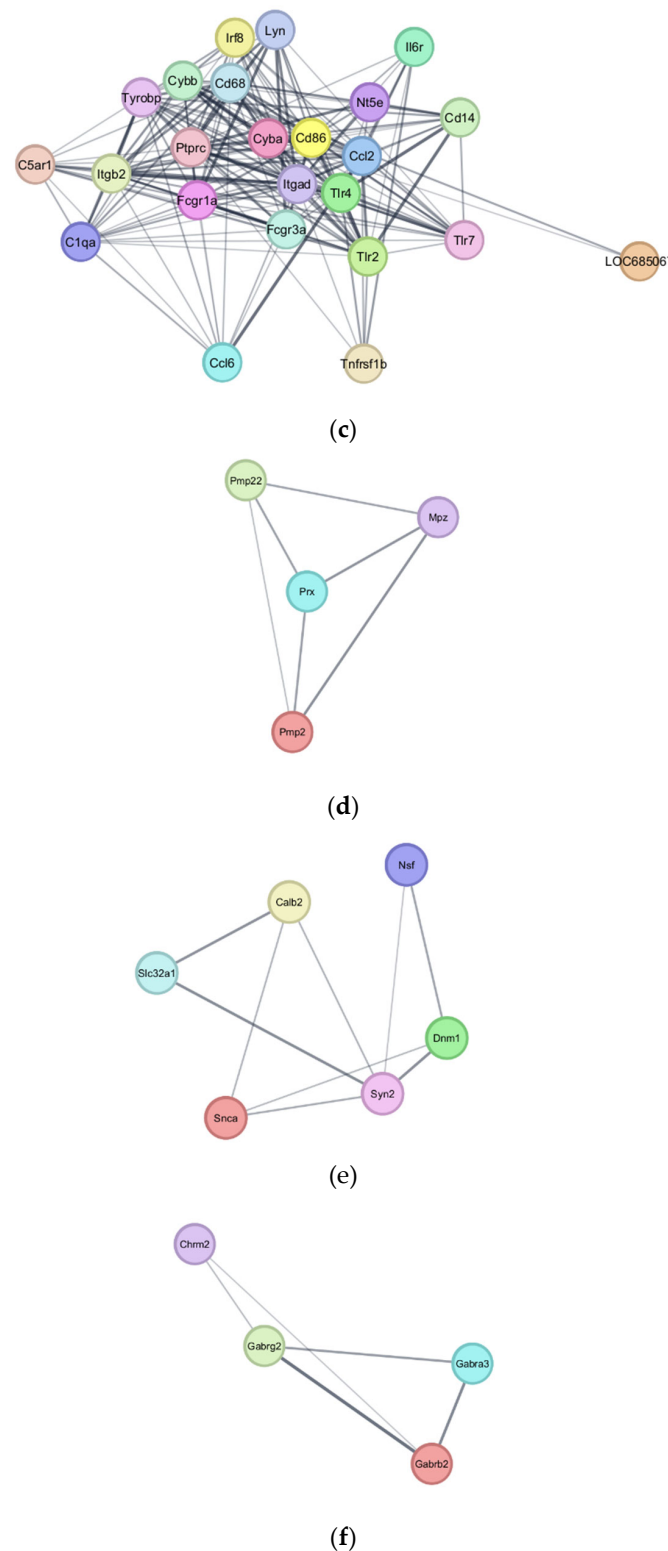 Irf8
Lyn
Il6r
Cybb
Cd68
Tyrobp
Nt5e
Cd14
Ptprc
Cyba
Cd86
Ccl2
C5ar1
Itgb2
Itgad
Tlr4
Fcgr1a
Fcgr3a
C1qa
Tlr2
Tlr7
LOC685067
Ccl6
Tnfrsf1b
(c)
Pmp22
Mpz
Prx
Pmp2
(d)
Nsf
Calb2
Slc32a1
Dnm1
Syn2
Snca
(e)
Chrm2
Gabrg2
Gabra3
Gabrb2
(f)